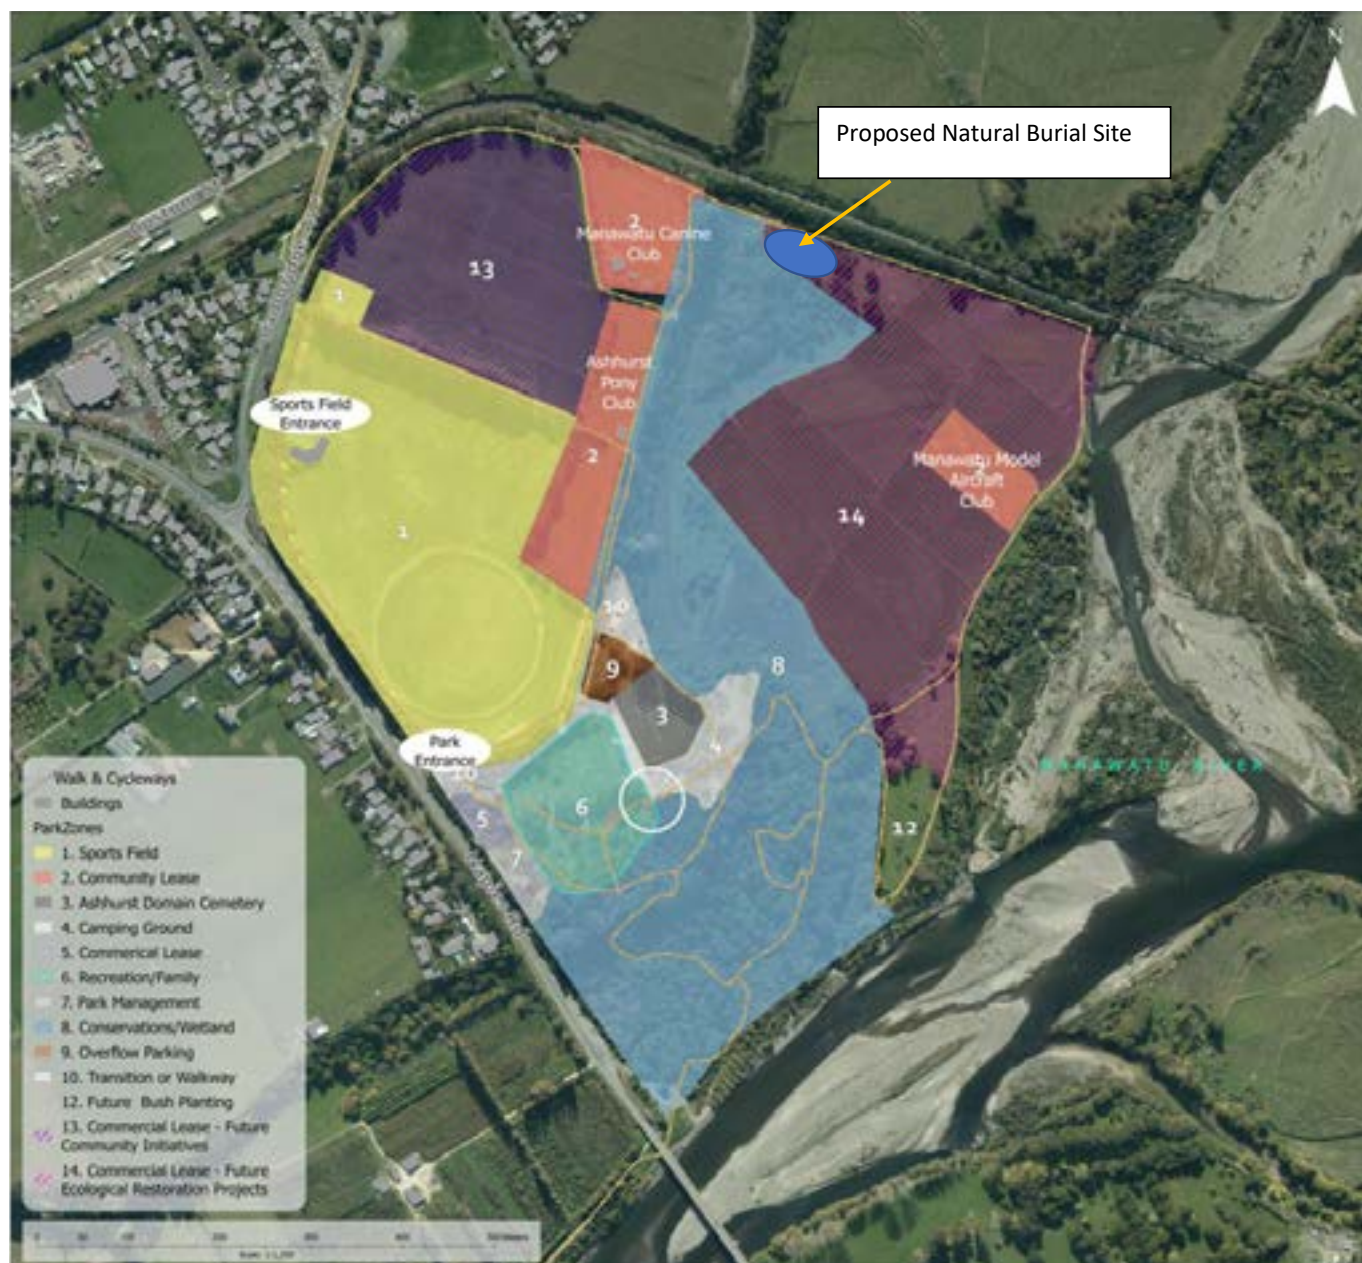 N
Proposed Natural Burial Site
2
Manawatu Canine
Club
13
1
Ashhurst
Pony
Club
Sports Field
Entrance
2
Manawatu Model
Aircraft
Club
14
1
10
9
8
3
4
Park
Entrance
MANAWATU RIVER
6
5
12
7
Walk & Cycleways
Buildings
ParkZones
1. Sports Field
2. Community Lease
3. Ashhurst Domain Cemetery
4. Camping Ground
5. Commerical Lease
6. Recreation/Family
7. Park Management
8. Conservations/Wetland
9. Overflow Parking
10. Transition or Walkway
12. Future Bush Planting
13. Commercial Lease - Future
Community Initiatives
14. Commercial Lease - Future
Ecological Restoration Projects